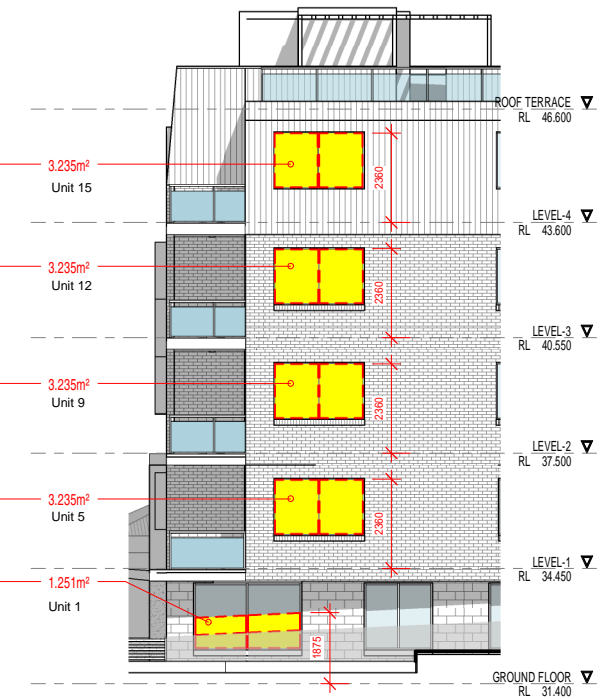 ROOF TERRACE
RL 46.600
3.235m²
Unit 15
2360
LEVEL-4
RL 43.600
3.235m²
Unit 12
2360
LEVEL-3
RL 40.550
3.235m²
Unit 9
2360
LEVEL-2
RL 37.500
3.235m²
Unit 5
2360
LEVEL-1
RL 34.450
1.251m²
Unit 1
1875
GROUND FLOOR
RL 31.400